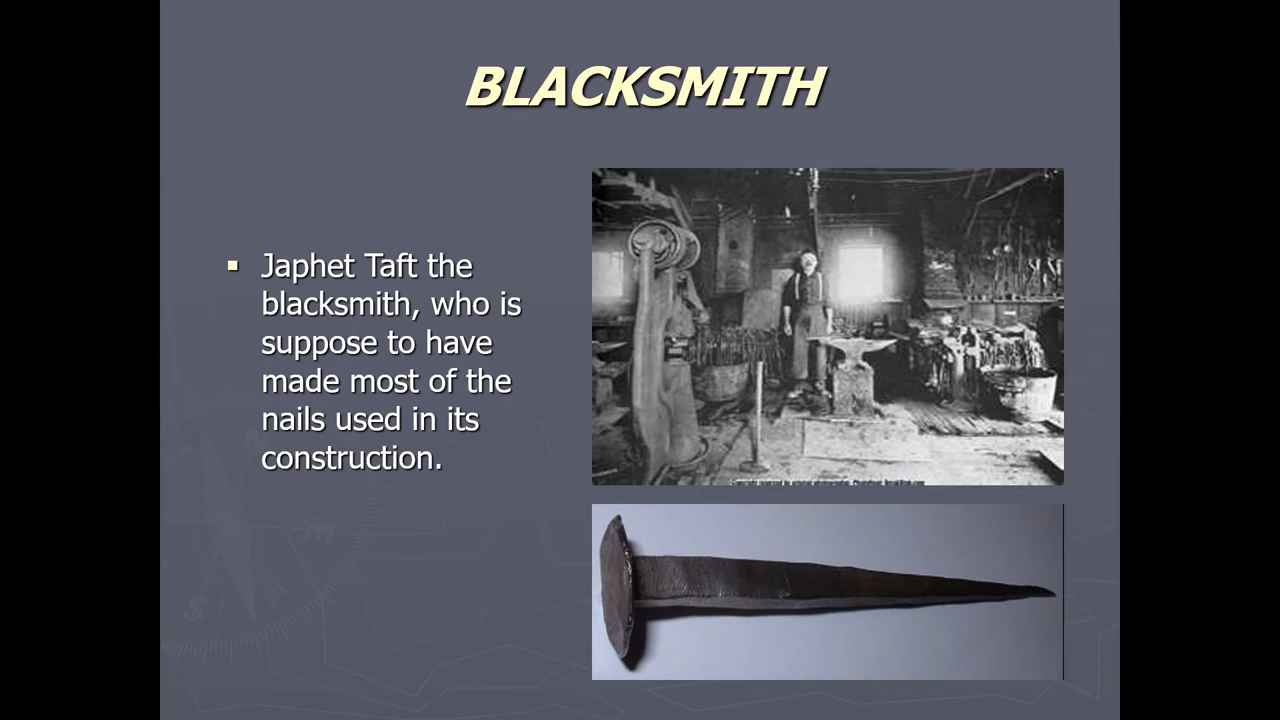 BLACKSMITH
Japhet Taft the
blacksmith, who is
suppose to have
made most of the
nails used in its
construction.